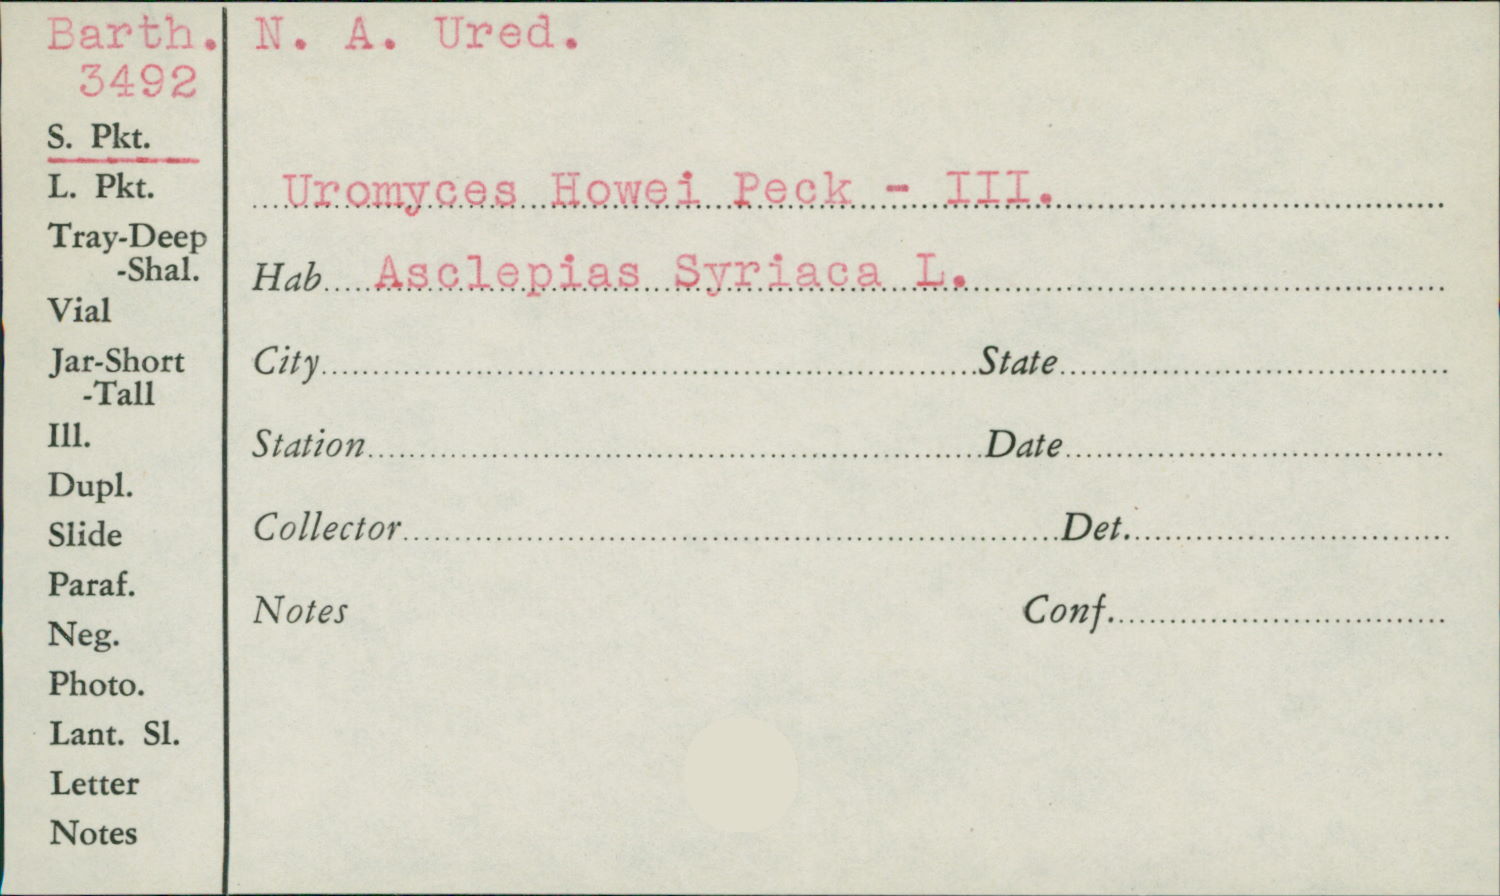 Barth. N. A. Ured.
3492
S. Pkt.
L. Pkt.
Tray-Deep
-Shal.
Vial
Jar-Short
-Tall
Ill.
Dupl.
Slide
Paraf.
Neg.
Photo.
Lant. Sl.
Letter
Notes
Uromyces Howei Peck - III.
Hab Asclepias Syriaca L.
City State
Station Date
Collector Det.
Notes Conf.